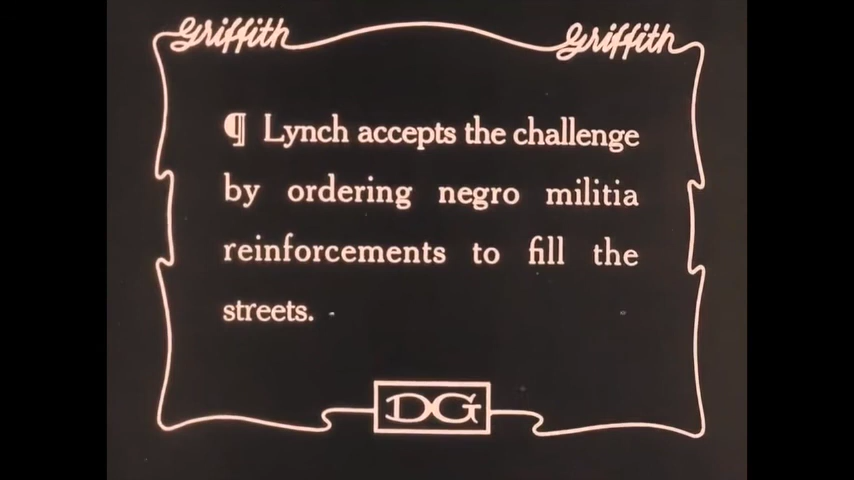 Griffith Griffith
¶ Lynch accepts the challenge
by ordering negro militia
reinforcements to fill the
streets.
DG